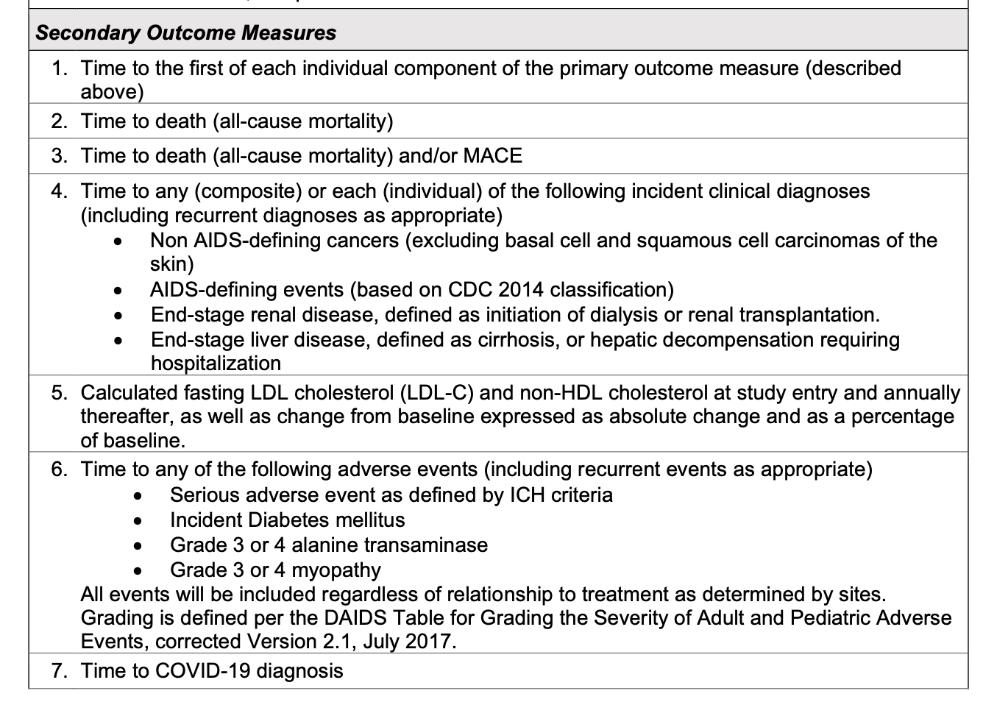 Secondary Outcome Measures
1. Time to the first of each individual component of the primary outcome measure (described
above)
2. Time to death (all-cause mortality)
3. Time to death (all-cause mortality) and/or MACE
4. Time to any (composite) or each (individual) of the following incident clinical diagnoses
(including recurrent diagnoses as appropriate)
• Non AIDS-defining cancers (excluding basal cell and squamous cell carcinomas of the
skin)
• AIDS-defining events (based on CDC 2014 classification)
• End-stage renal disease, defined as initiation of dialysis or renal transplantation.
• End-stage liver disease, defined as cirrhosis, or hepatic decompensation requiring
hospitalization
5. Calculated fasting LDL cholesterol (LDL-C) and non-HDL cholesterol at study entry and annually
thereafter, as well as change from baseline expressed as absolute change and as a percentage
of baseline.
6. Time to any of the following adverse events (including recurrent events as appropriate)
• Serious adverse event as defined by ICH criteria
• Incident Diabetes mellitus
• Grade 3 or 4 alanine transaminase
• Grade 3 or 4 myopathy
All events will be included regardless of relationship to treatment as determined by sites.
Grading is defined per the DAIDS Table for Grading the Severity of Adult and Pediatric Adverse
Events, corrected Version 2.1, July 2017.
7. Time to COVID-19 diagnosis